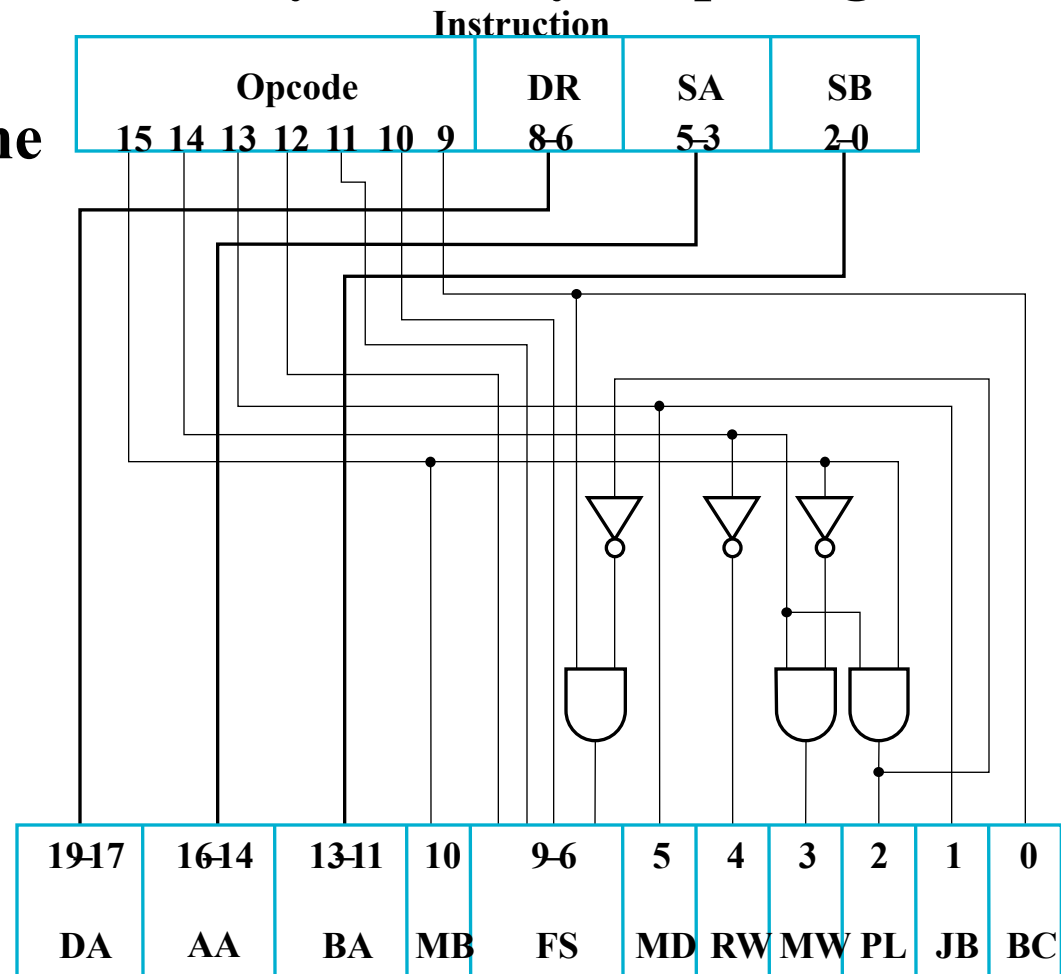 Instruction
Opcode DR SA SB
ne
15 14 13 12 11 10 9 8–6 5–3 2–0
19–17 16–14 13–11 10 9–6 5 4 3 2 1 0
DA AA BA MB FS MD RW MW PL JB BC